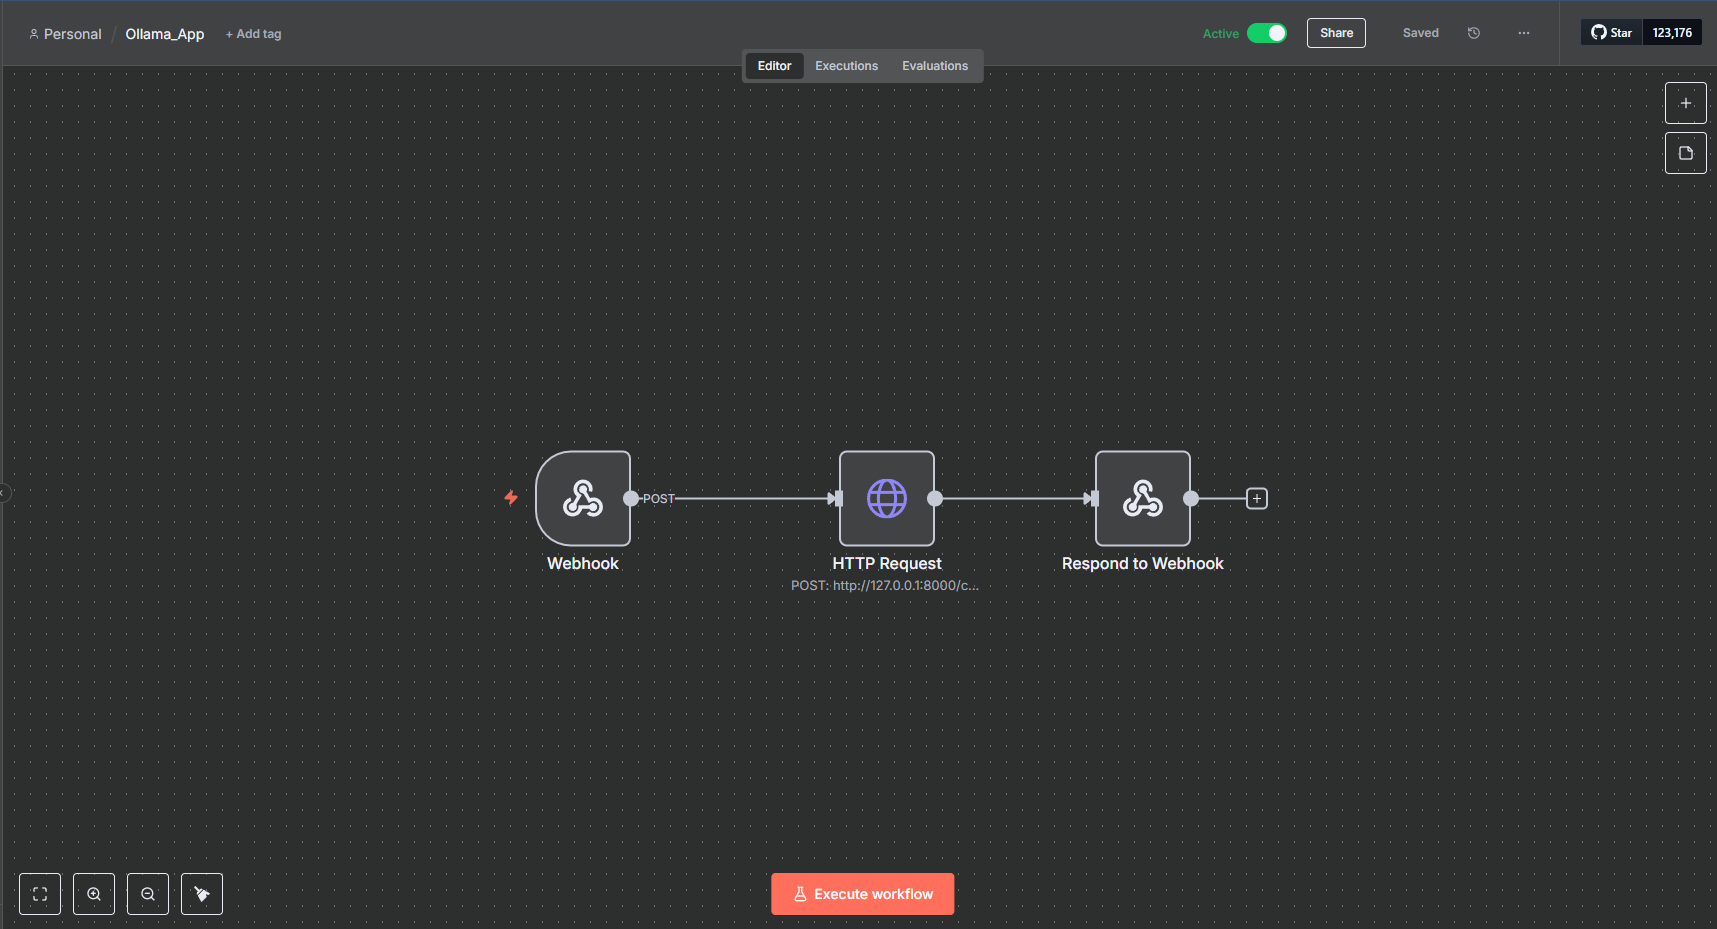 Personal / Ollama_App + Add tag
Active Share Saved ... Star 123,176
Editor Executions Evaluations
POST
Webhook
HTTP Request
POST: http://127.0.0.1:8000/c...
Respond to Webhook
Execute workflow